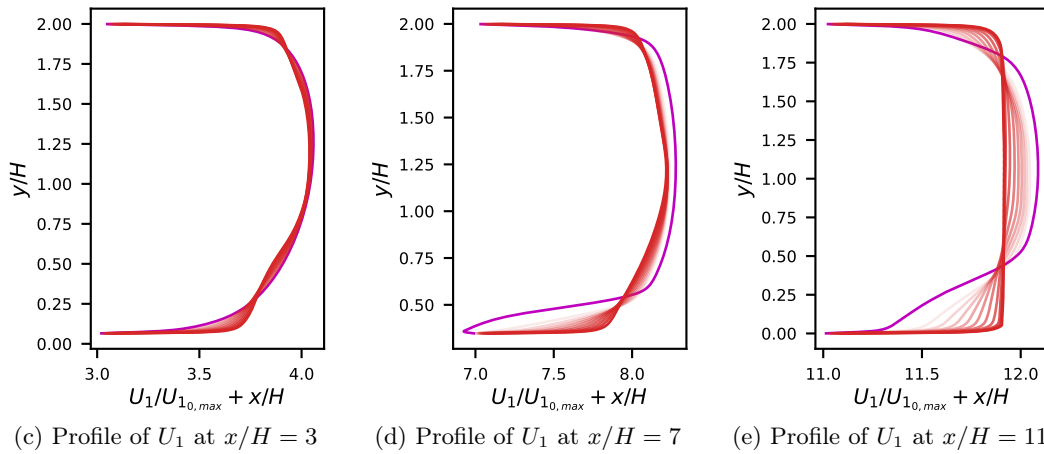 2.00
1.75
1.50
1.25
1.00
0.75
0.50
0.25
0.00
y/H
3.0 3.5 4.0
U₁/U₁₀,max + x/H
(c) Profile of U₁ at x/H = 3
2.00
1.75
1.50
1.25
1.00
0.75
0.50
y/H
7.0 7.5 8.0
U₁/U₁₀,max + x/H
(d) Profile of U₁ at x/H = 7
2.00
1.75
1.50
1.25
1.00
0.75
0.50
0.25
0.00
y/H
11.0 11.5 12.0
U₁/U₁₀,max + x/H
(e) Profile of U₁ at x/H = 11